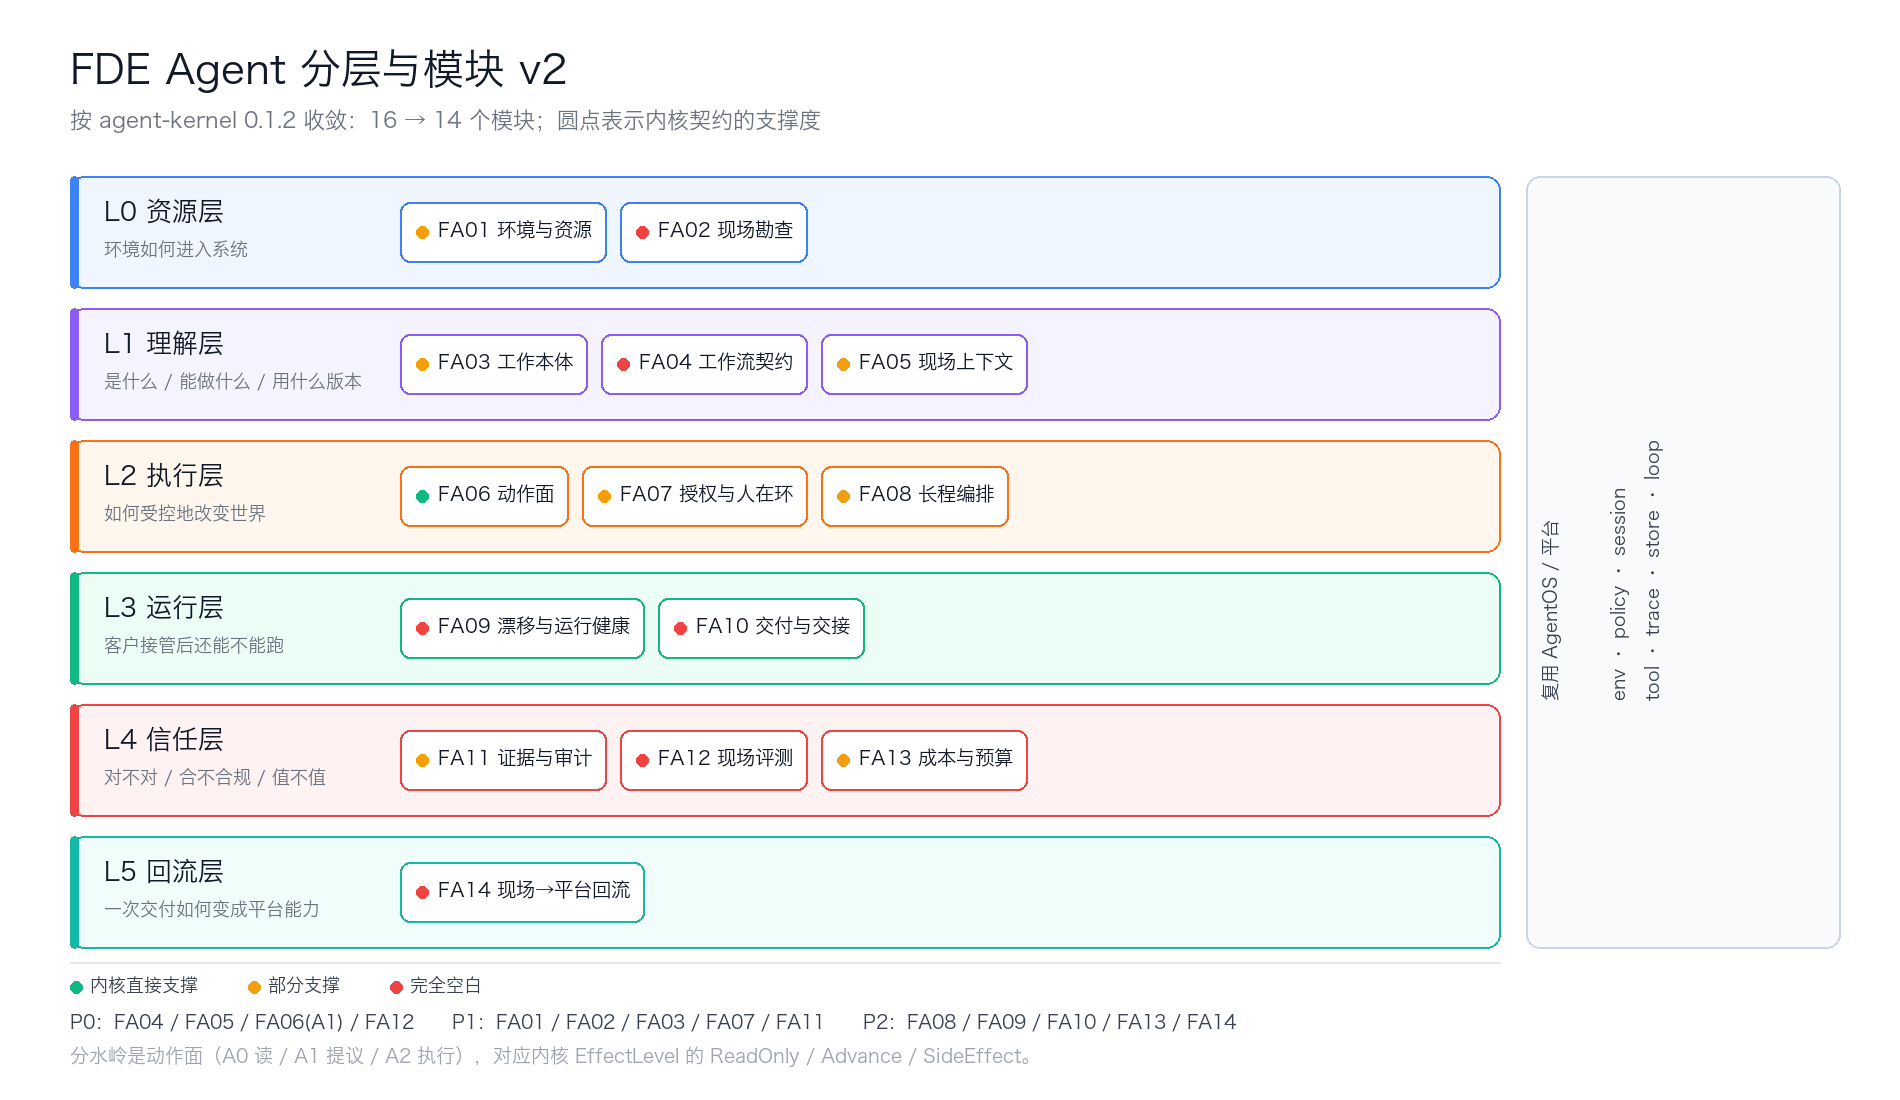 FDE Agent 分层与模块 v2
按 agent-kernel 0.1.2 收敛：16 → 14 个模块；圆点表示内核契约的支撑度
L0 资源层
环境如何进入系统
FA01 环境与资源
FA02 现场勘查
L1 理解层
是什么 / 能做什么 / 用什么版本
FA03 工作本体
FA04 工作流契约
FA05 现场上下文
L2 执行层
如何受控地改变世界
FA06 动作面
FA07 授权与人在环
FA08 长程编排
L3 运行层
客户接管后还能不能跑
FA09 漂移与运行健康
FA10 交付与交接
L4 信任层
对不对 / 合不合规 / 值不值
FA11 证据与审计
FA12 现场评测
FA13 成本与预算
L5 回流层
一次交付如何变成平台能力
FA14 现场→平台回流
复用 AgentOS / 平台
env · policy · session
tool · trace · store · loop
内核直接支撑
部分支撑
完全空白
P0：FA04 / FA05 / FA06(A1) / FA12 P1：FA01 / FA02 / FA03 / FA07 / FA11 P2：FA08 / FA09 / FA10 / FA13 / FA14
分水岭是动作面（A0 读 / A1 提议 / A2 执行），对应内核 EffectLevel 的 ReadOnly / Advance / SideEffect。